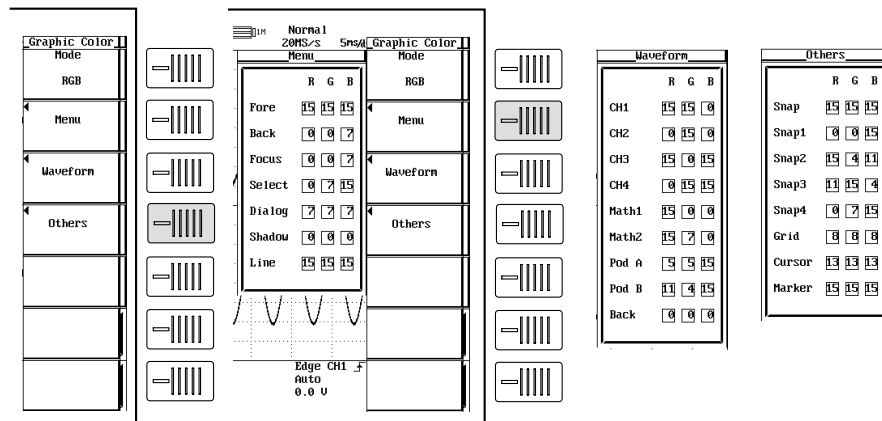 Graphic Color
Mode
RGB
Menu
Waveform
Others
1M
Normal
20MS/s 5ms/d
Menu
R G B
Fore 15 15 15
Back 0 0 7
Focus 0 0 7
Select 0 7 15
Dialog 7 7 7
Shadow 0 0 0
Line 15 15 15
Edge CH1
Auto
0.0 V
Graphic Color
Mode
RGB
Menu
Waveform
Others
Waveform
R G B
CH1 15 15 0
CH2 0 15 0
CH3 15 0 15
CH4 0 15 15
Math1 15 0 0
Math2 15 7 0
Pod A 5 5 15
Pod B 11 4 15
Back 0 0 0
Others
R G B
Snap 15 15 15
Snap1 0 0 15
Snap2 15 4 11
Snap3 11 15 4
Snap4 0 7 15
Grid 8 8 8
Cursor 13 13 13
Marker 15 15 15